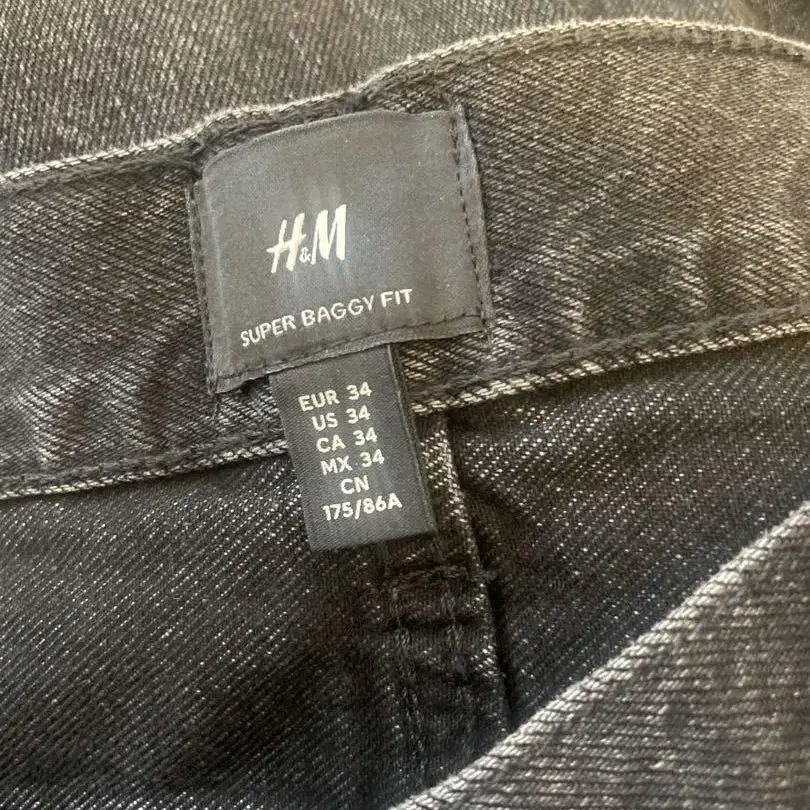 H&M
SUPER BAGGY FIT
EUR 34
US 34
CA 34
MX 34
CN
175/86A